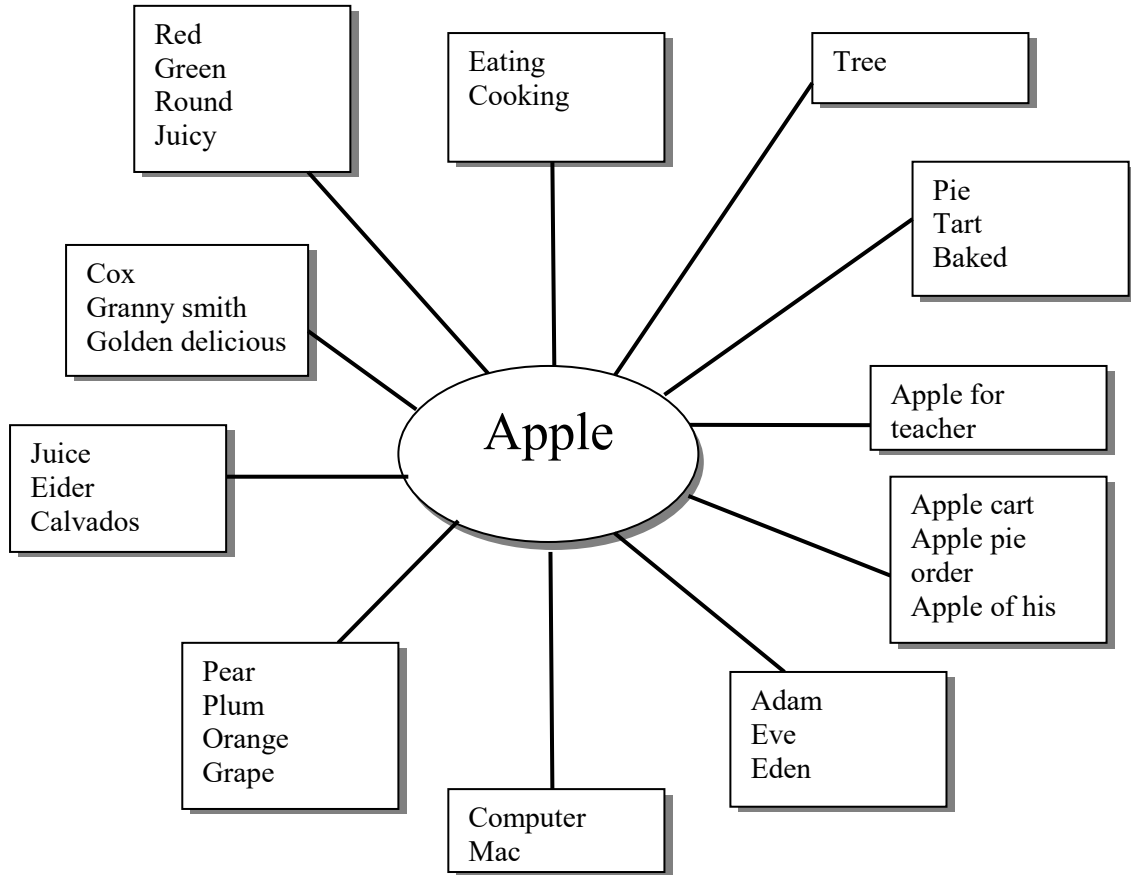 Red
Green
Round
Juicy
Eating
Cooking
Tree
Pie
Tart
Baked
Cox
Granny smith
Golden delicious
Apple
Apple for
teacher
Juice
Eider
Calvados
Apple cart
Apple pie
order
Apple of his
Pear
Plum
Orange
Grape
Adam
Eve
Eden
Computer
Mac